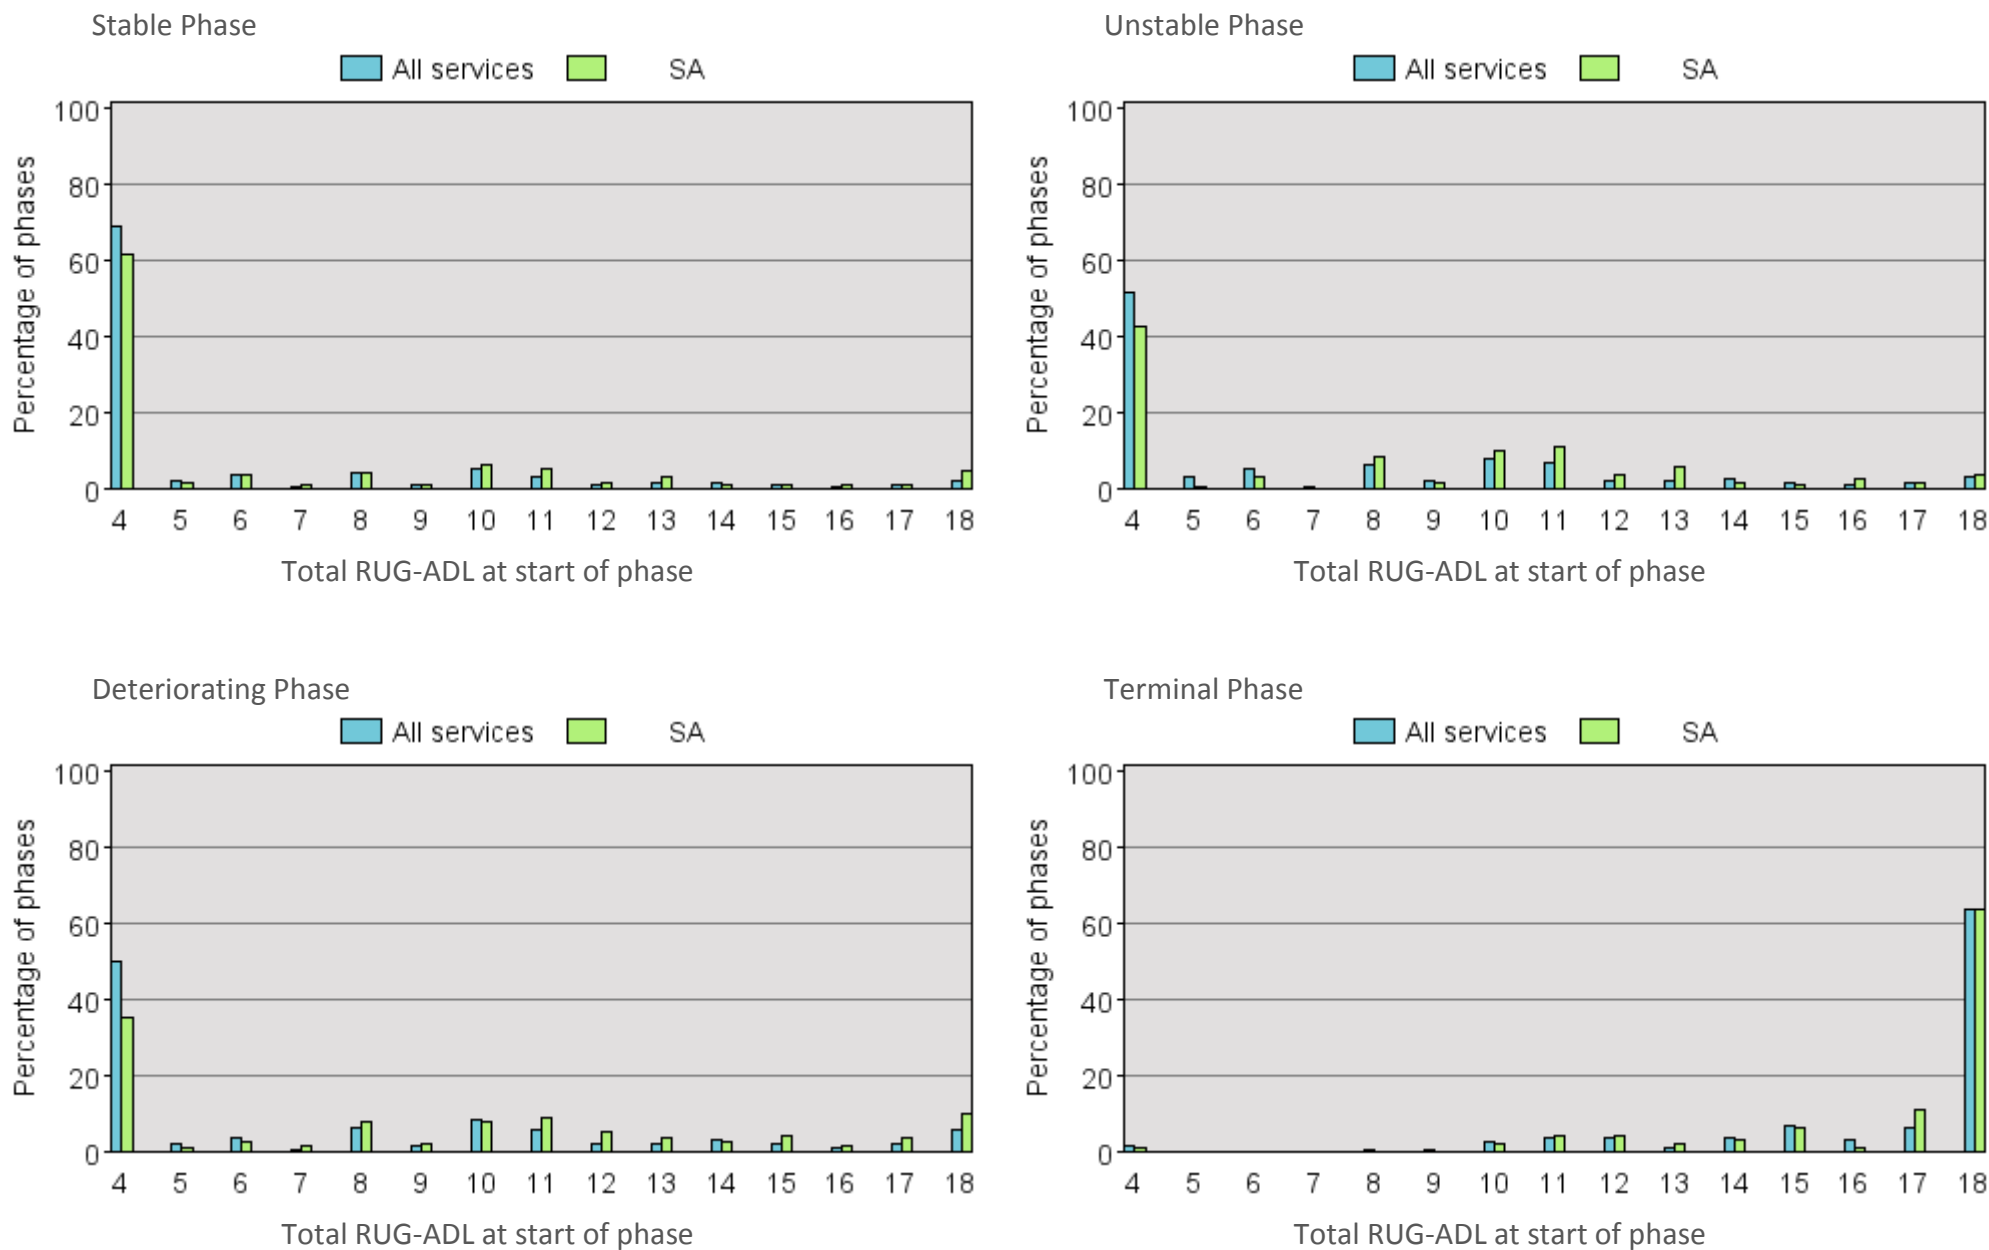 Stable Phase
All services SA
Percentage of phases
100
80
60
40
20
0
4 5 6 7 8 9 10 11 12 13 14 15 16 17 18
Total RUG-ADL at start of phase
Unstable Phase
All services SA
Percentage of phases
100
80
60
40
20
0
4 5 6 7 8 9 10 11 12 13 14 15 16 17 18
Total RUG-ADL at start of phase
Deteriorating Phase
All services SA
Percentage of phases
100
80
60
40
20
0
4 5 6 7 8 9 10 11 12 13 14 15 16 17 18
Total RUG-ADL at start of phase
Terminal Phase
All services SA
Percentage of phases
100
80
60
40
20
0
4 5 6 7 8 9 10 11 12 13 14 15 16 17 18
Total RUG-ADL at start of phase